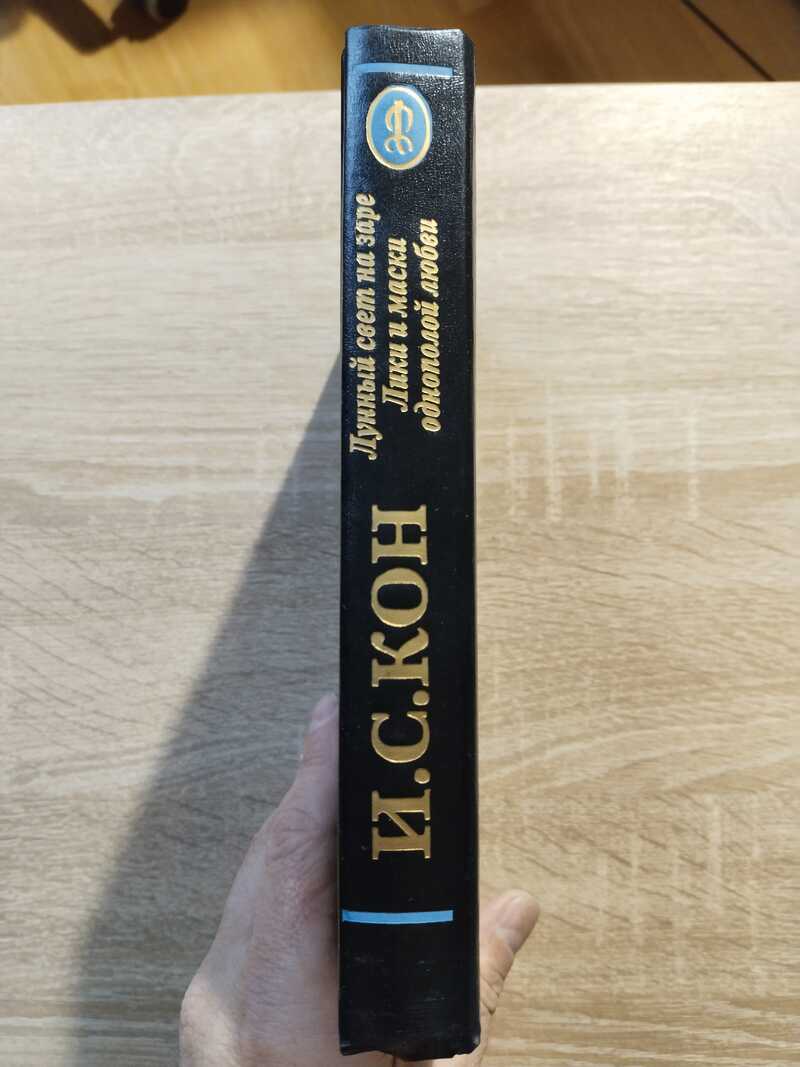 И.С.КОН
Лунный свет на заре
Лики и маски
однополой любви